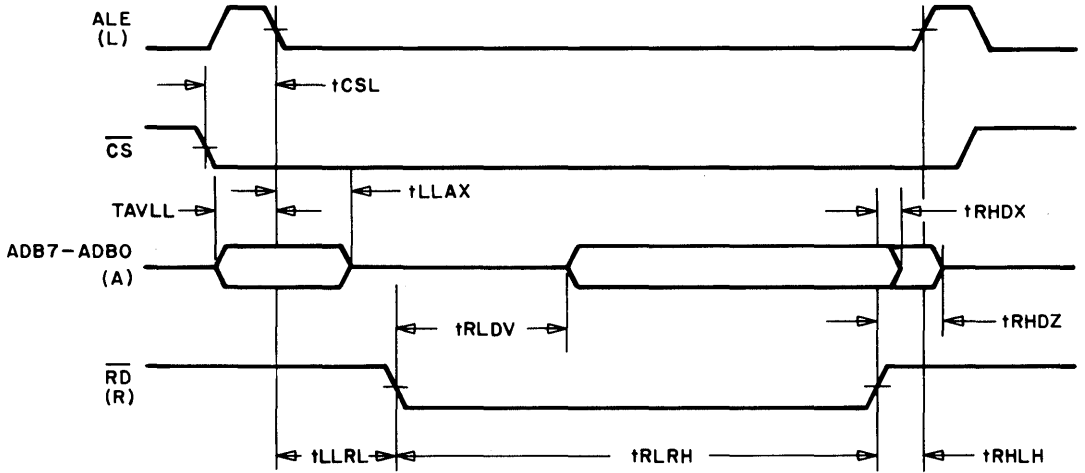 ALE
(L)
tCSL
CS
tLLAX
TAVLL
tRHDX
ADB7-ADB0
(A)
tRLDV
tRHDZ
RD
(R)
tLLRL
tRLRH
tRHLH